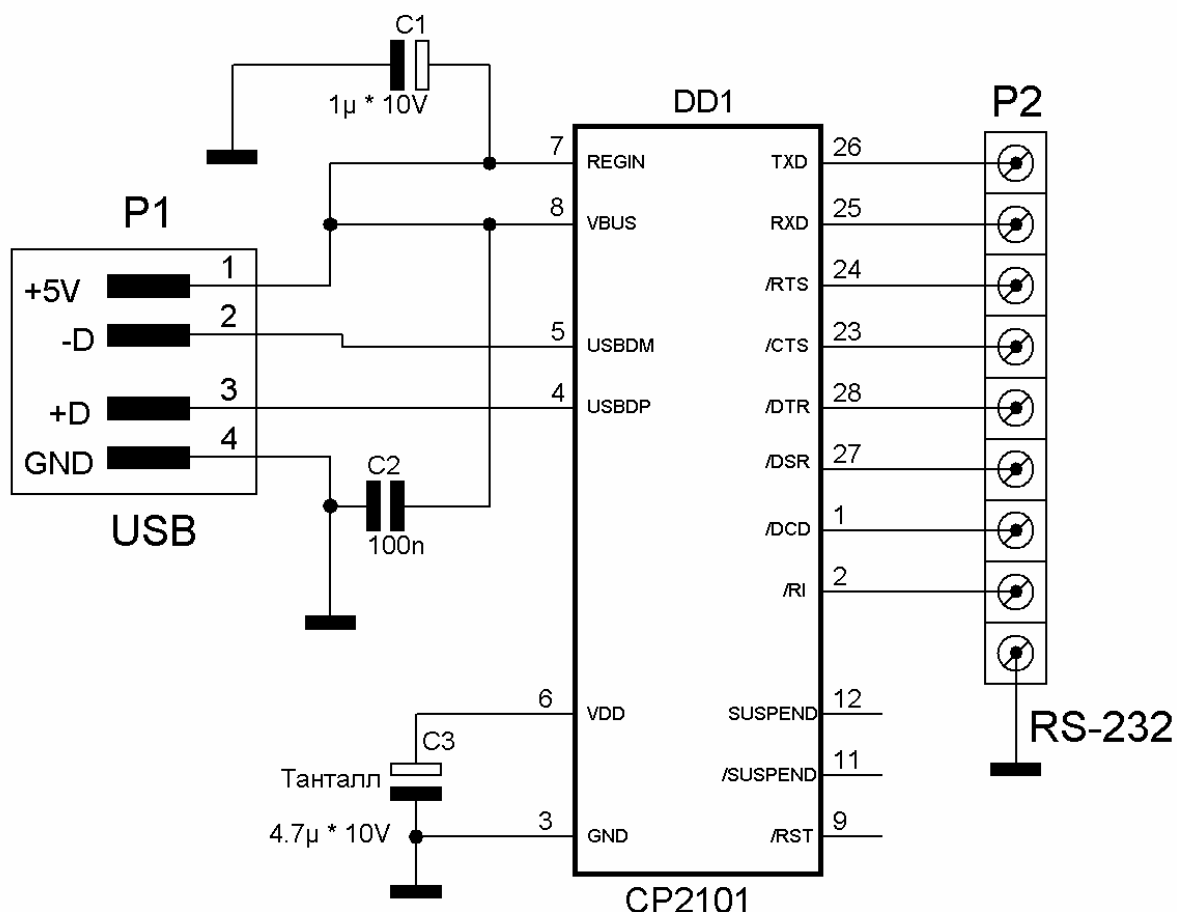 C1
1µ * 10V
DD1
P2
7
REGIN
TXD
26
P1
8
VBUS
RXD
25
+5V
1
/RTS
24
-D
2
5
USBDM
/CTS
23
+D
3
4
USBDP
/DTR
28
GND
4
C2
/DSR
27
USB
100n
/DCD
1
/RI
2
6
VDD
SUSPEND
12
RS-232
C3
Танталл
/SUSPEND
11
4.7µ * 10V
3
GND
/RST
9
CP2101